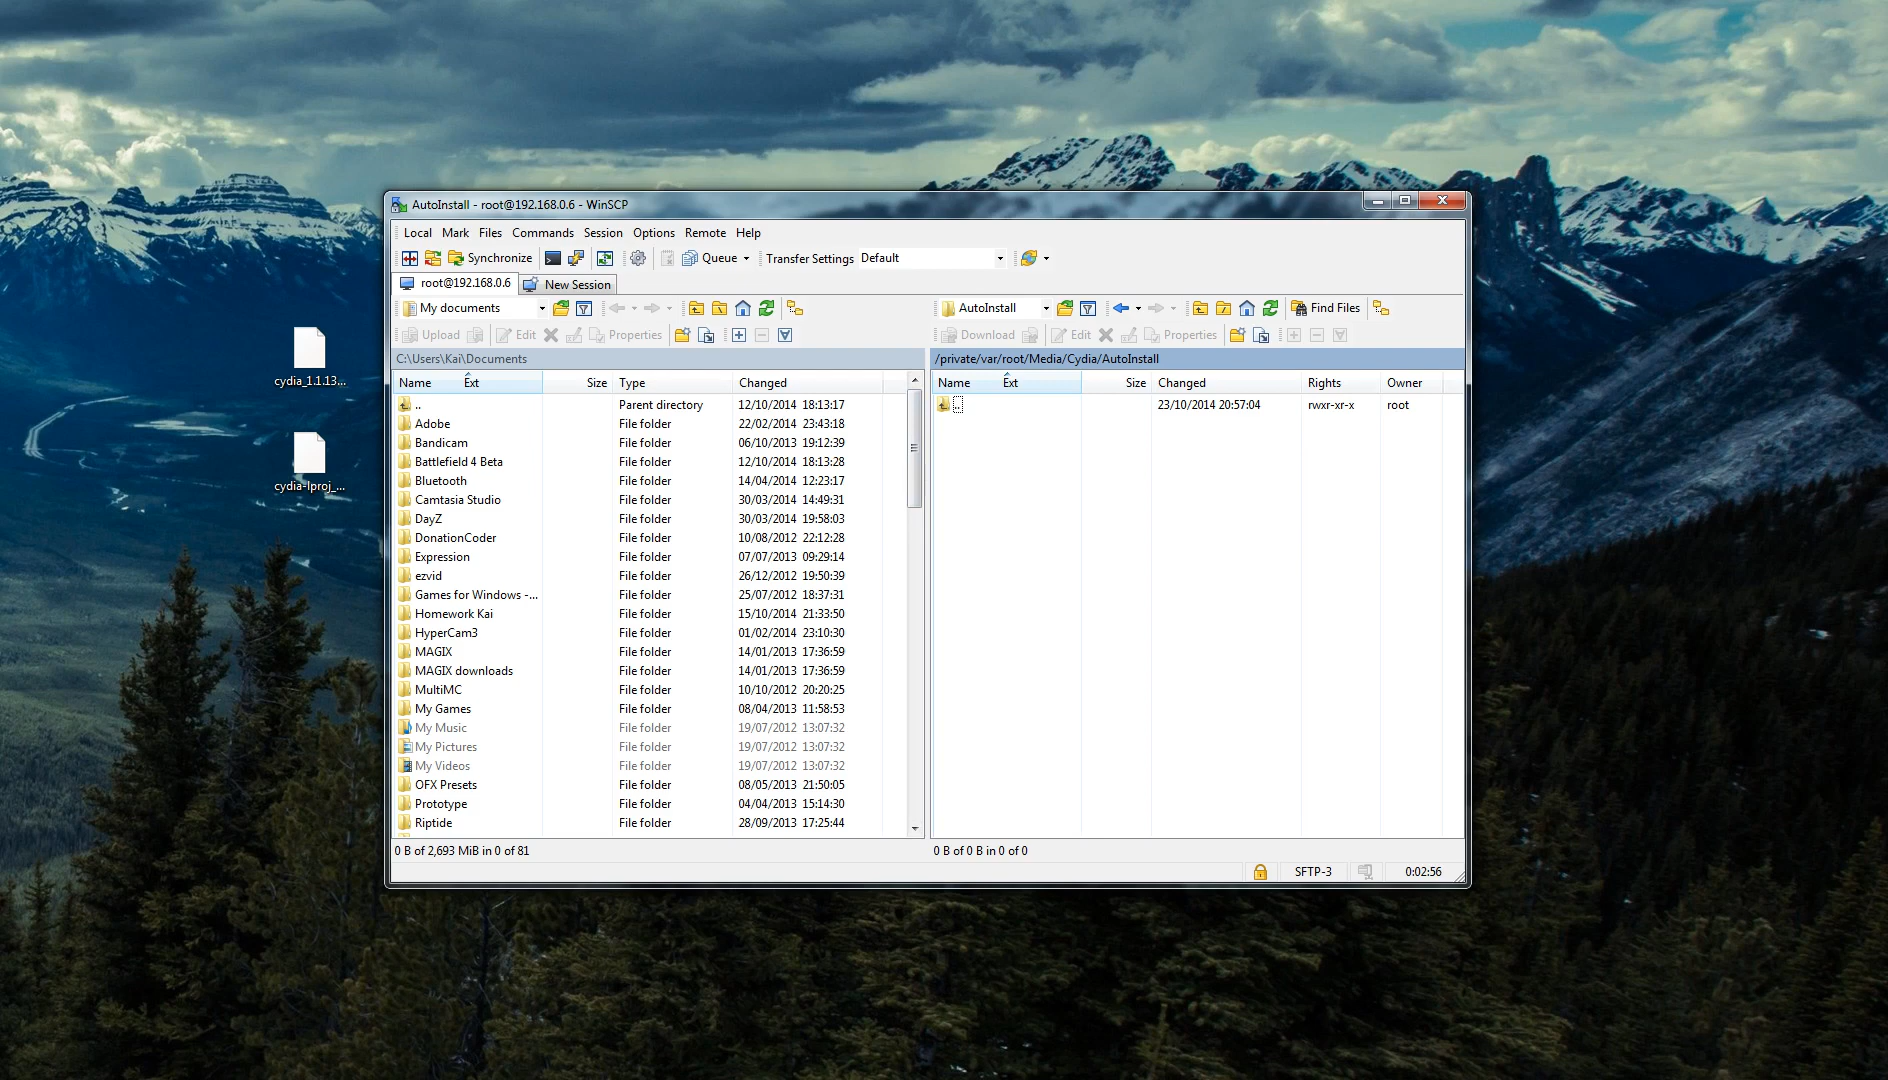 AutoInstall - root@192.168.0.6 - WinSCP
Local Mark Files Commands Session Options Remote Help
Synchronize Queue Transfer Settings Default
root@192.168.0.6 New Session
My documents
Upload Edit Properties
C:\Users\Kai\Documents
Name Ext Size Type Changed
.. Parent directory 12/10/2014 18:13:17
Adobe File folder 22/02/2014 23:43:18
Bandicam File folder 06/10/2013 19:12:39
Battlefield 4 Beta File folder 12/10/2014 18:13:28
Bluetooth File folder 14/04/2014 12:23:17
Camtasia Studio File folder 30/03/2014 14:49:31
DayZ File folder 30/03/2014 19:58:03
DonationCoder File folder 10/08/2012 22:12:28
Expression File folder 07/07/2013 09:29:14
ezvid File folder 26/12/2012 19:50:39
Games for Windows -... File folder 25/07/2012 18:37:31
Homework Kai File folder 15/10/2014 21:33:50
HyperCam3 File folder 01/02/2014 23:10:30
MAGIX File folder 14/01/2013 17:36:59
MAGIX downloads File folder 14/01/2013 17:36:59
MultiMC File folder 10/10/2012 20:20:25
My Games File folder 08/04/2013 11:58:53
My Music File folder 19/07/2012 13:07:32
My Pictures File folder 19/07/2012 13:07:32
My Videos File folder 19/07/2012 13:07:32
OFX Presets File folder 08/05/2013 21:50:05
Prototype File folder 04/04/2013 15:14:30
Riptide File folder 28/09/2013 17:25:44
0 B of 2,693 MiB in 0 of 81
AutoInstall Find Files
Download Edit Properties
/private/var/root/Media/Cydia/AutoInstall
Name Ext Size Changed Rights Owner
.. 23/10/2014 20:57:04 rwxr-xr-x root
0 B of 0 B in 0 of 0
SFTP-3 0:02:56
cydia_1.1.13...
cydia-lproj_...